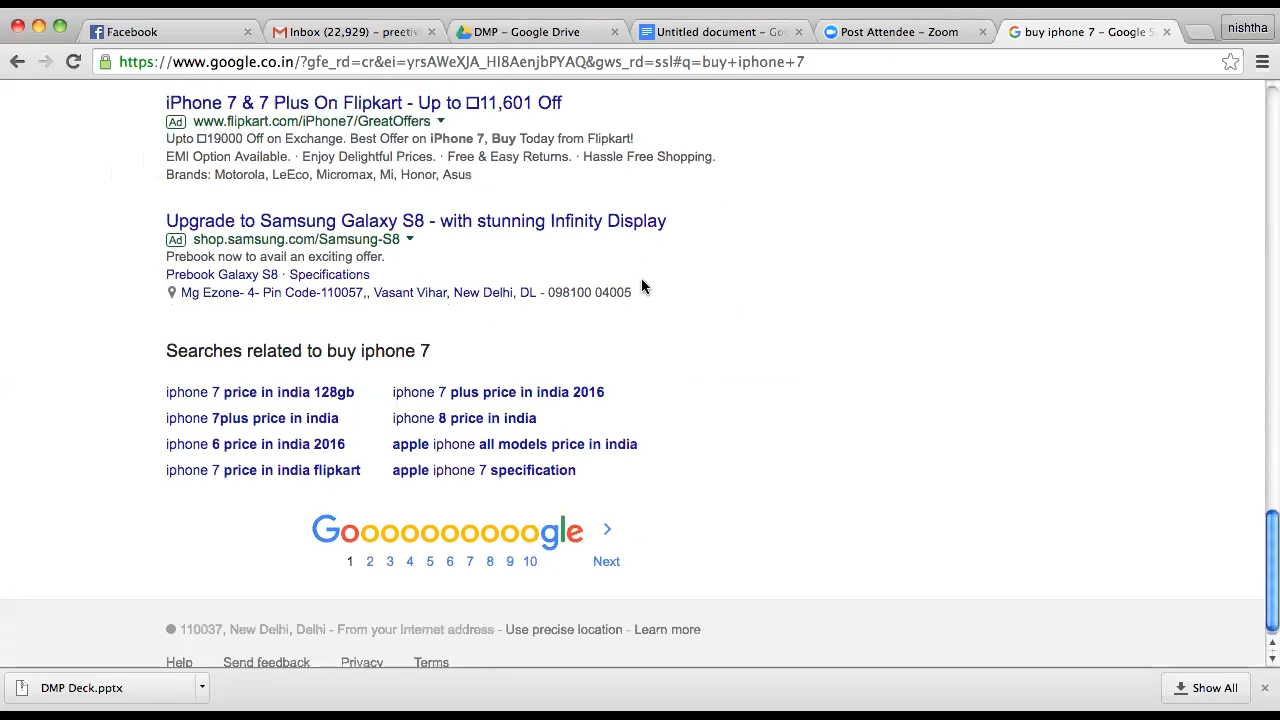 Facebook
Inbox (22,929) - preetiv
DMP - Google Drive
Untitled document - Go
Post Attendee - Zoom
buy iphone 7 - Google S
nishtha
https://www.google.co.in/?gfe_rd=cr&ei=yrsAWeXJA_HI8AenjbPYAQ&gws_rd=ssl#q=buy+iphone+7
iPhone 7 & 7 Plus On Flipkart - Up to □11,601 Off
Ad www.flipkart.com/iPhone7/GreatOffers
Upto □19000 Off on Exchange. Best Offer on iPhone 7, Buy Today from Flipkart!
EMI Option Available. · Enjoy Delightful Prices. · Free & Easy Returns. · Hassle Free Shopping.
Brands: Motorola, LeEco, Micromax, Mi, Honor, Asus
Upgrade to Samsung Galaxy S8 - with stunning Infinity Display
Ad shop.samsung.com/Samsung-S8
Prebook now to avail an exciting offer.
Prebook Galaxy S8 · Specifications
Mg Ezone- 4- Pin Code-110057,, Vasant Vihar, New Delhi, DL - 098100 04005
Searches related to buy iphone 7
iphone 7 price in india 128gb
iphone 7 plus price in india 2016
iphone 7plus price in india
iphone 8 price in india
iphone 6 price in india 2016
apple iphone all models price in india
iphone 7 price in india flipkart
apple iphone 7 specification
Goooooooooogle >
1 2 3 4 5 6 7 8 9 10 Next
110037, New Delhi, Delhi - From your Internet address - Use precise location - Learn more
Help Send feedback Privacy Terms
DMP Deck.pptx
Show All